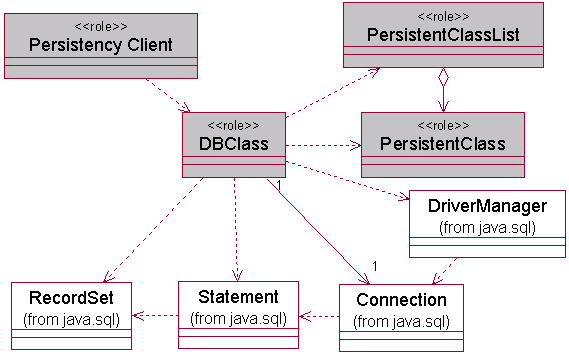 <<role>>
Persistency Client
<<role>>
PersistentClassList
<<role>>
DBClass
<<role>>
PersistentClass
1
DriverManager
(from java.sql)
1
RecordSet
(from java.sql)
Statement
(from java.sql)
Connection
(from java.sql)